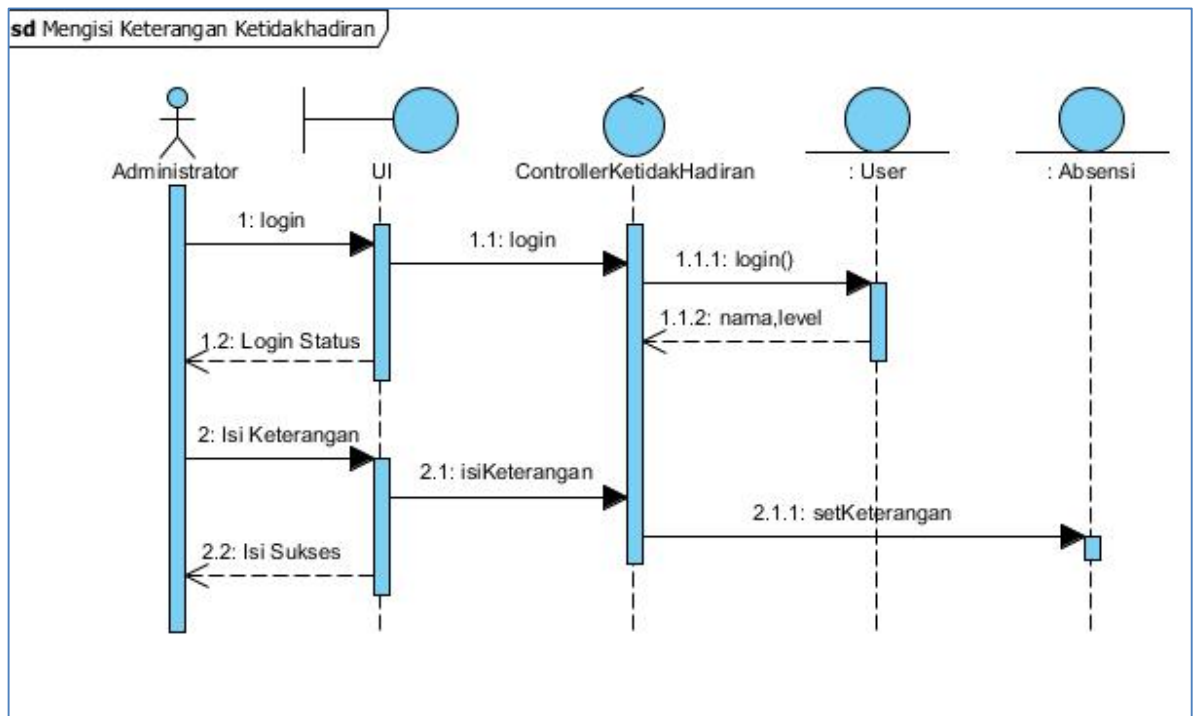 sd Mengisi Keterangan Ketidakhadiran
Administrator
UI
ControllerKetidakHadiran
: User
: Absensi
1: login
1.1: login
1.1.1: login()
1.1.2: nama,level
1.2: Login Status
2: Isi Keterangan
2.1: isiKeterangan
2.1.1: setKeterangan
2.2: Isi Sukses